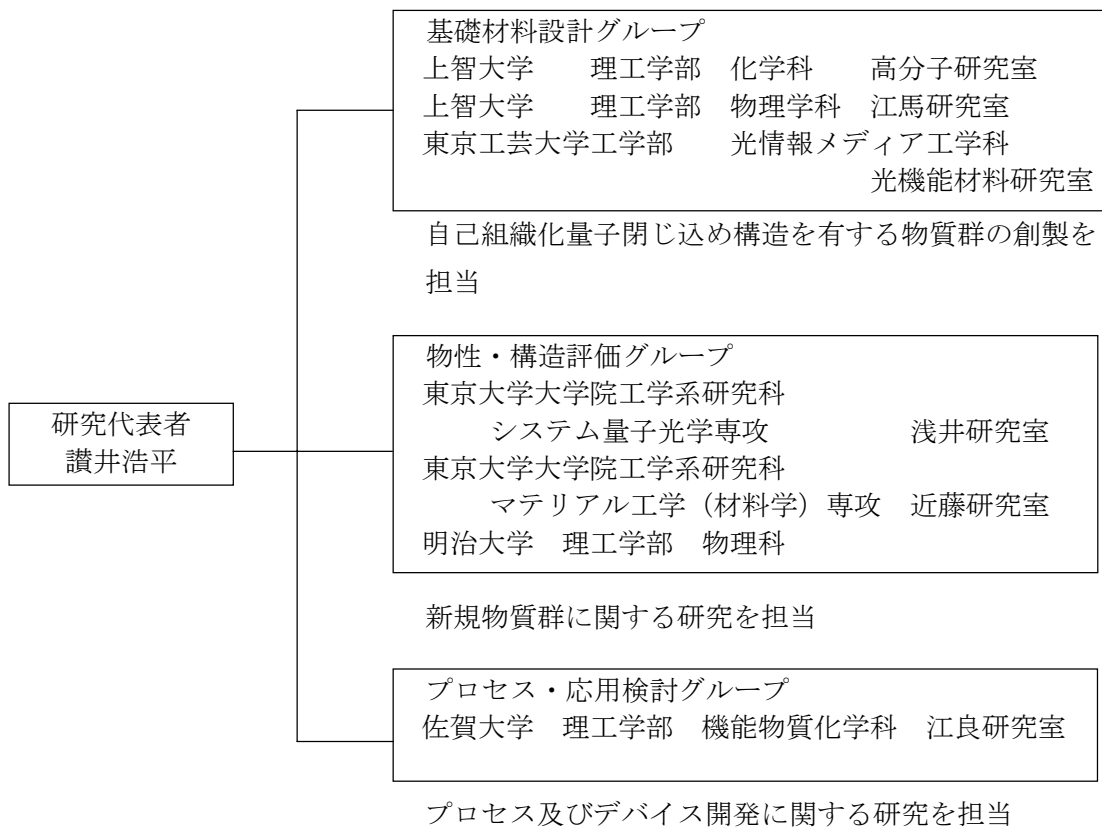 基礎材料設計グループ
上智大学　　理工学部　化学科　　高分子研究室
上智大学　　理工学部　物理学科　江馬研究室
東京工芸大学工学部　　光情報メディア工学科
光機能材料研究室
自己組織化量子閉じ込め構造を有する物質群の創製を
担当
研究代表者
讃井浩平
物性・構造評価グループ
東京大学大学院工学系研究科
システム量子光学専攻　　　　浅井研究室
東京大学大学院工学系研究科
マテリアル工学（材料学）専攻　近藤研究室
明治大学　理工学部　物理科
新規物質群に関する研究を担当
プロセス・応用検討グループ
佐賀大学　理工学部　機能物質化学科　江良研究室
プロセス及びデバイス開発に関する研究を担当